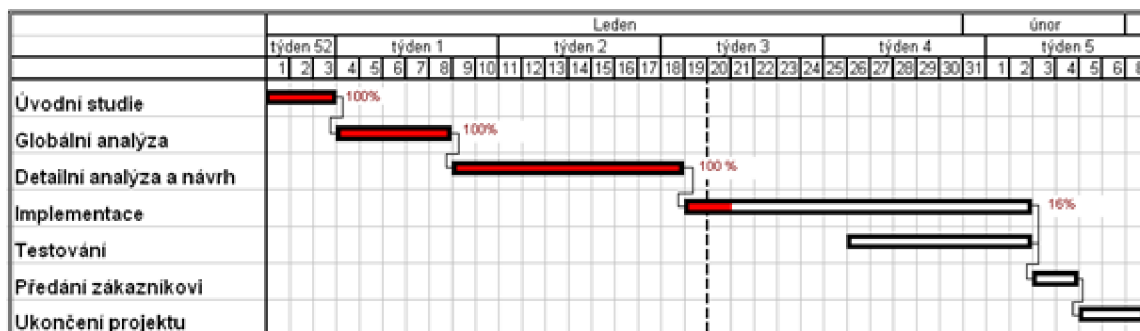 Leden únor
týden 52 týden 1 týden 2 týden 3 týden 4 týden 5
1 2 3 4 5 6 7 8 9 10 11 12 13 14 15 16 17 18 19 20 21 22 23 24 25 26 27 28 29 30 31 1 2 3 4 5 6
Úvodní studie 100%
Globální analýza 100%
Detailní analýza a návrh 100 %
Implementace 16%
Testování
Předání zákazníkovi
Ukončení projektu